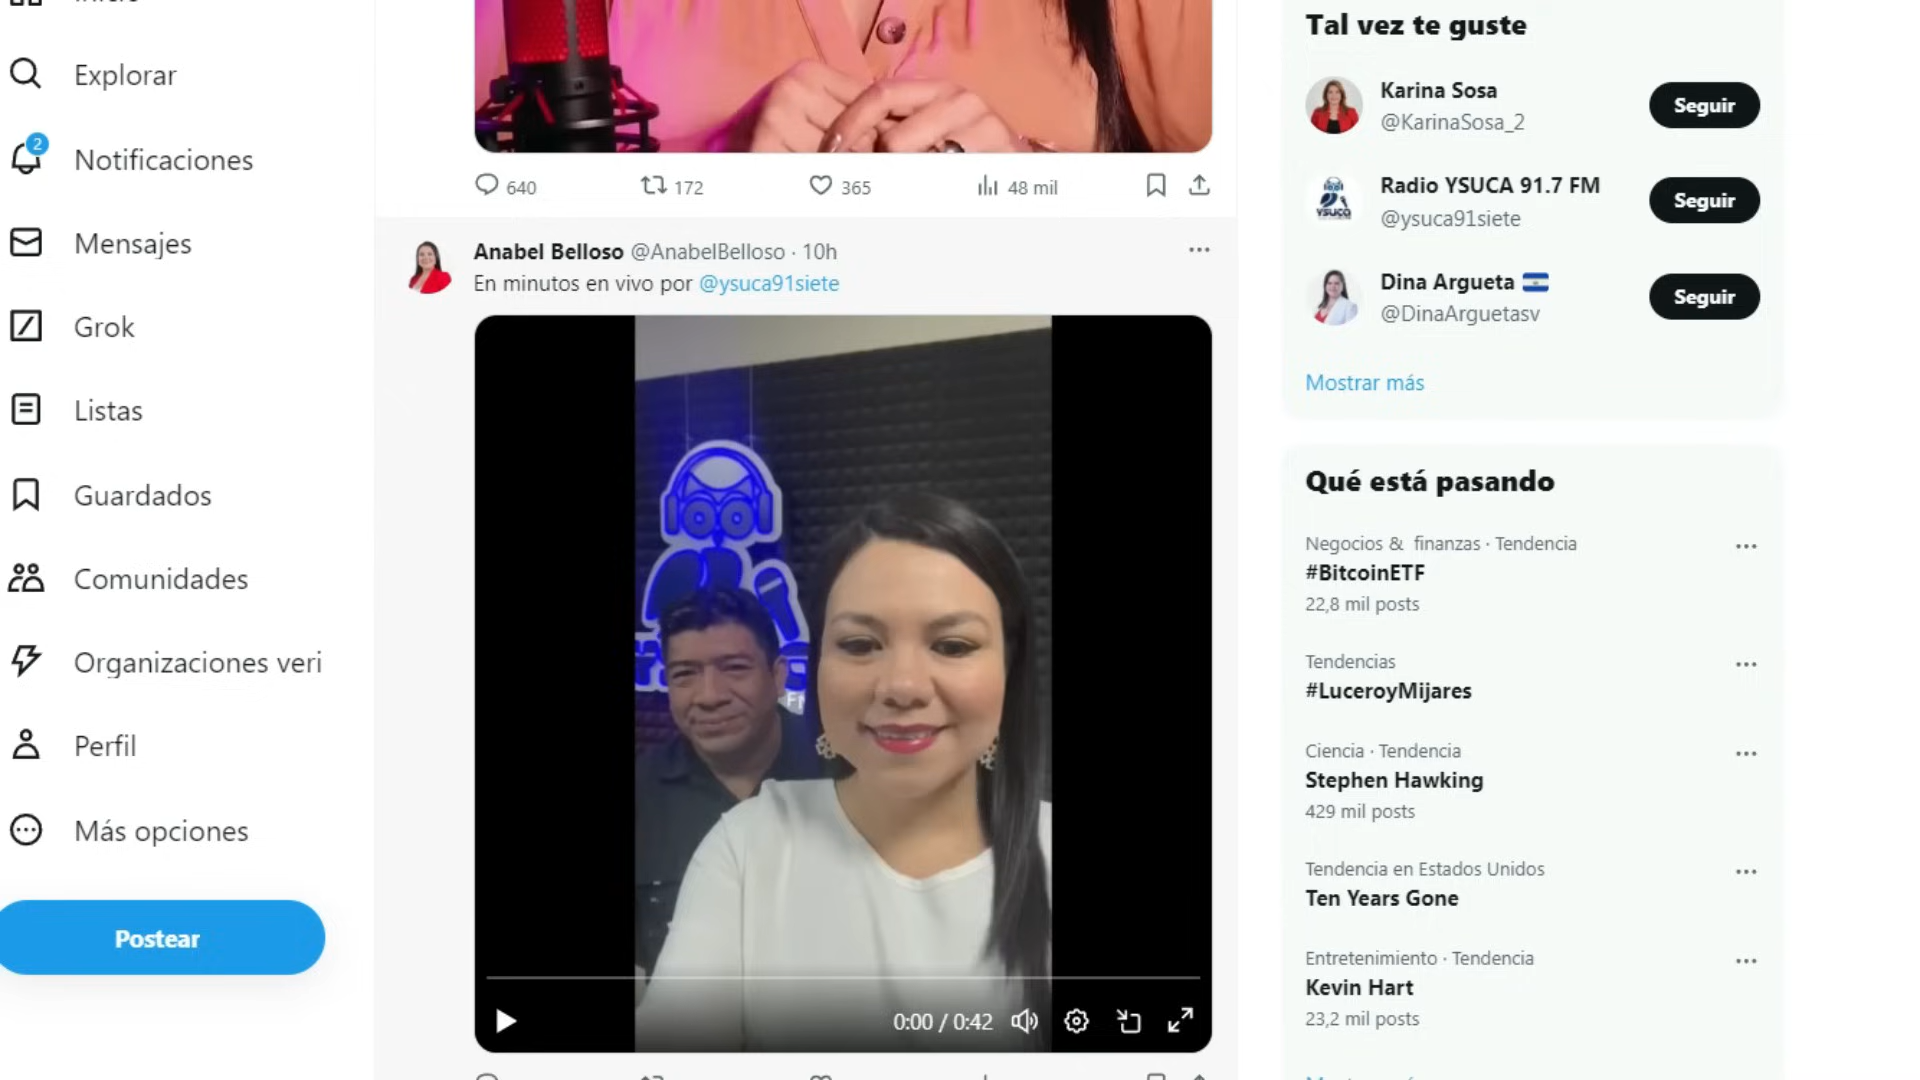 Explorar
2
Notificaciones
Mensajes
Grok
Listas
Guardados
Comunidades
Organizaciones veri
Perfil
Más opciones
Postear
640
172
365
48 mil
Anabel Belloso @AnabelBelloso · 10h
En minutos en vivo por @ysuca91siete
0:00 / 0:42
Tal vez te guste
Karina Sosa
@KarinaSosa_2
Seguir
YSUCA
Radio YSUCA 91.7 FM
@ysuca91siete
Seguir
Dina Argueta
@DinaArguetasv
Seguir
Mostrar más
Qué está pasando
Negocios & finanzas · Tendencia
#BitcoinETF
22,8 mil posts
Tendencias
#LuceroyMijares
Ciencia · Tendencia
Stephen Hawking
429 mil posts
Tendencia en Estados Unidos
Ten Years Gone
Entretenimiento · Tendencia
Kevin Hart
23,2 mil posts